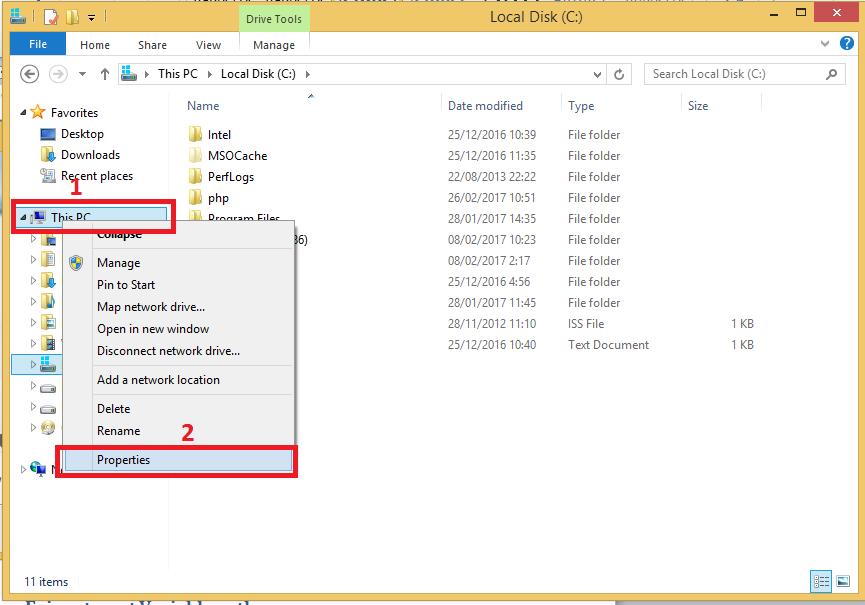 Drive Tools
Local Disk (C:)
File Home Share View Manage
This PC Local Disk (C:)
Search Local Disk (C:)
Name Date modified Type Size
Favorites
Desktop
Downloads
Recent places
1
This PC
Intel 25/12/2016 10:39 File folder
MSOCache 25/12/2016 11:35 File folder
PerfLogs 22/08/2013 22:22 File folder
php 26/02/2017 10:51 File folder
Program Files 28/01/2017 14:35 File folder
86) 08/02/2017 10:23 File folder
08/02/2017 2:17 File folder
25/12/2016 4:56 File folder
28/01/2017 11:45 File folder
28/11/2012 11:10 ISS File 1 KB
25/12/2016 10:40 Text Document 1 KB
Collapse
Manage
Pin to Start
Map network drive...
Open in new window
Disconnect network drive...
Add a network location
Delete
Rename
2
Properties
11 items